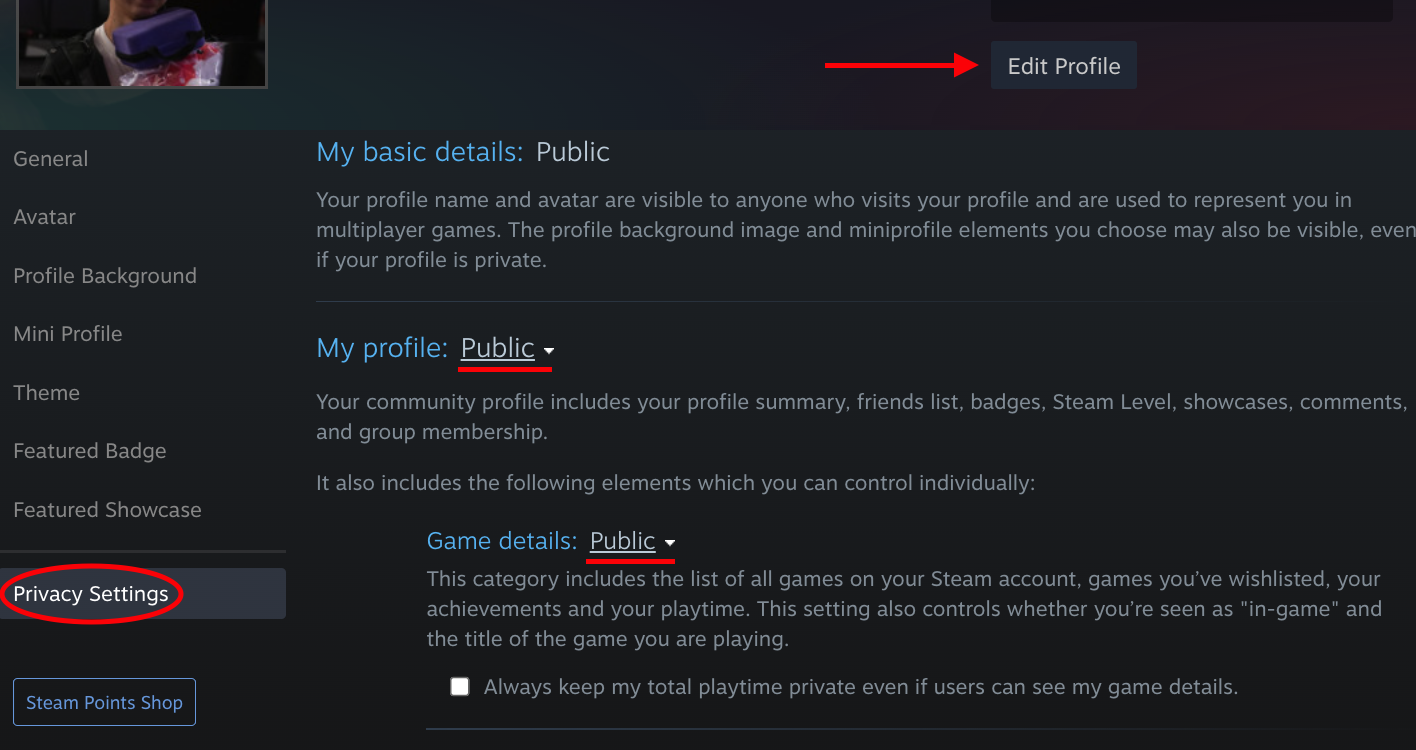 Edit Profile
General
Avatar
Profile Background
Mini Profile
Theme
Featured Badge
Featured Showcase
Privacy Settings
Steam Points Shop
My basic details: Public
Your profile name and avatar are visible to anyone who visits your profile and are used to represent you in
multiplayer games. The profile background image and miniprofile elements you choose may also be visible, even
if your profile is private.
My profile: Public
Your community profile includes your profile summary, friends list, badges, Steam Level, showcases, comments,
and group membership.
It also includes the following elements which you can control individually:
Game details: Public
This category includes the list of all games on your Steam account, games you’ve wishlisted, your
achievements and your playtime. This setting also controls whether you’re seen as "in-game" and
the title of the game you are playing.
Always keep my total playtime private even if users can see my game details.